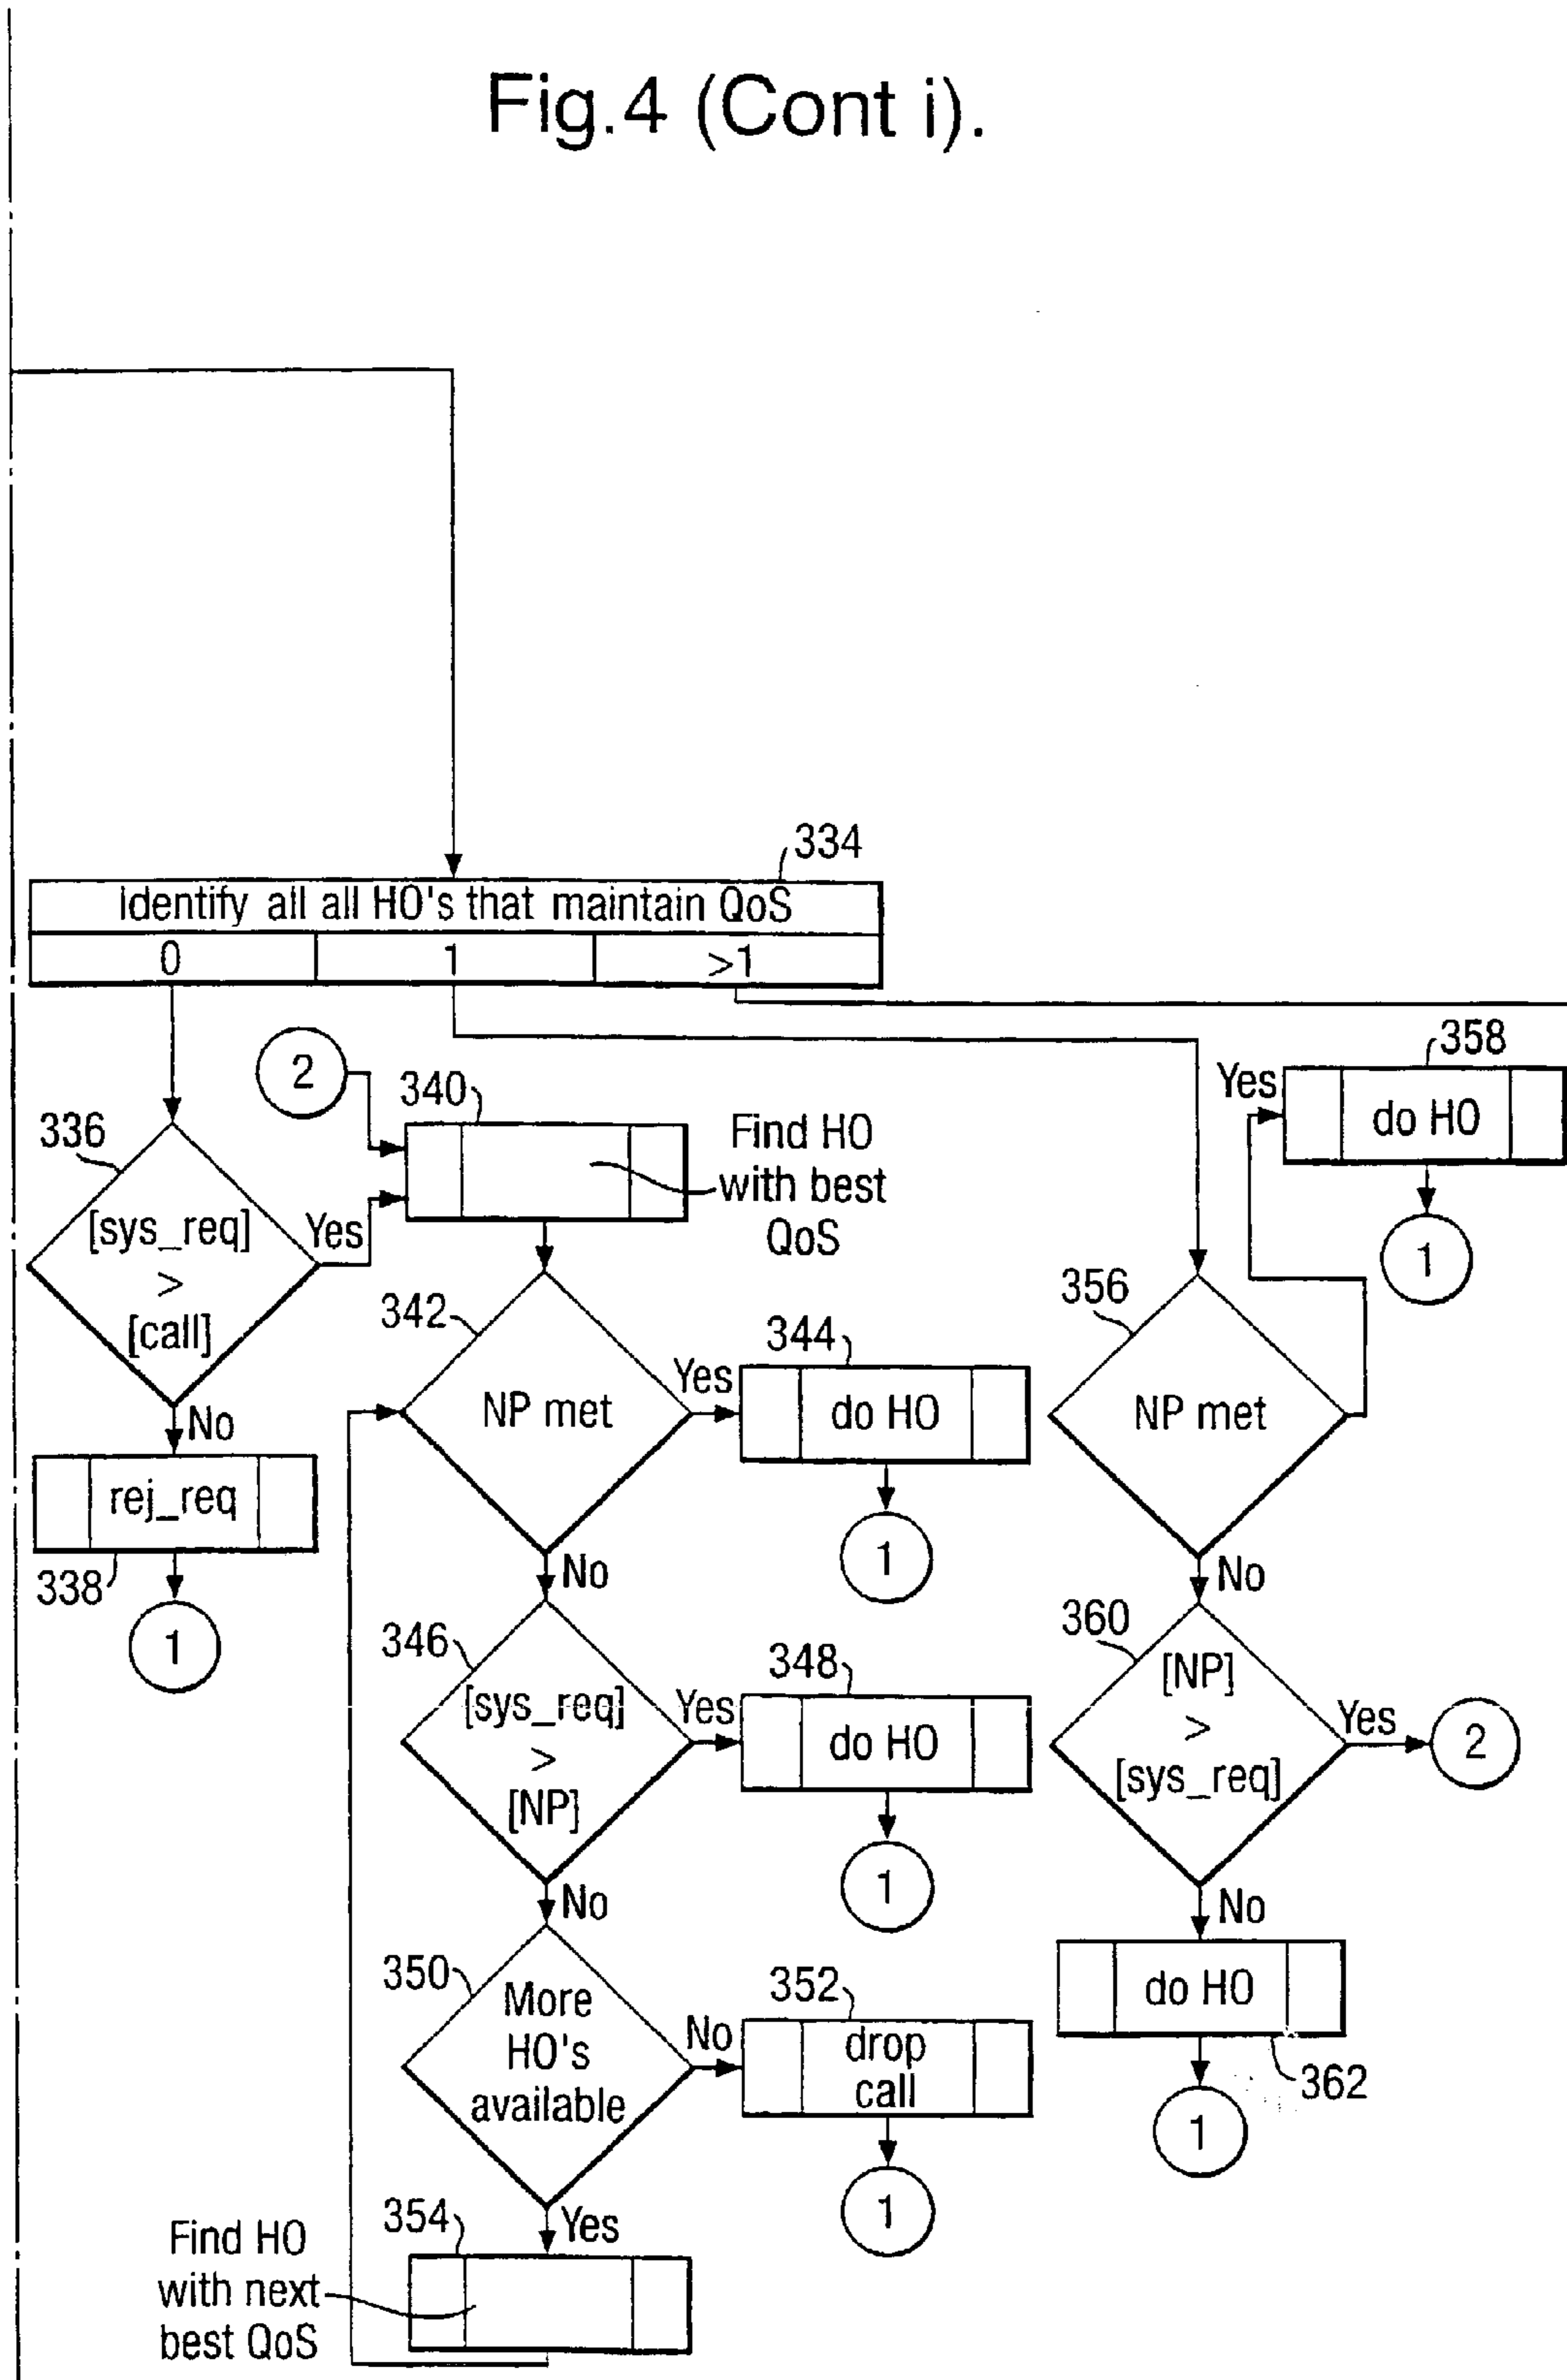 Fig.4 (Cont i).
334
Identify all all HO's that maintain QoS
0 1 >1
358
Yes
do HO
1
2
340
Find HO
with best
QoS
336
[sys_req]
>
[call]
Yes
No
rej_req
338
1
342
NP met
Yes
344
do HO
1
No
346
[sys_req]
>
[NP]
Yes
348
do HO
1
No
350
More
HO's
available
No
352
drop
call
1
Yes
354
Find HO
with next
best QoS
356
NP met
No
360
[NP]
>
[sys_req]
Yes
2
No
do HO
362
1